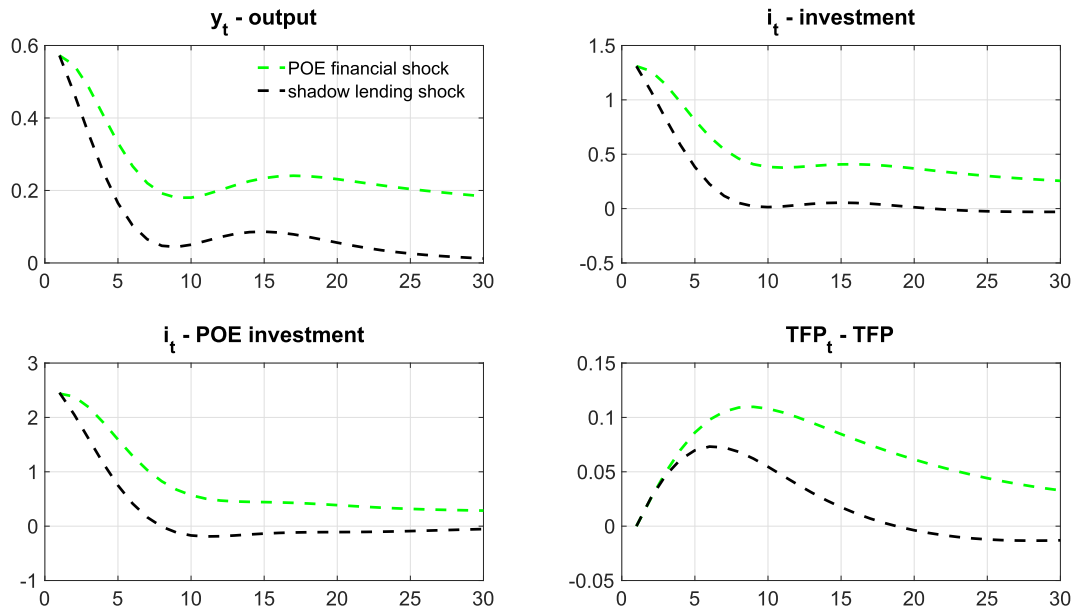 y_t - output
0.6
0.4
0.2
0
0 5 10 15 20 25 30
POE financial shock
shadow lending shock
i_t - investment
1.5
1
0.5
0
-0.5
0 5 10 15 20 25 30
i_t - POE investment
3
2
1
0
-1
0 5 10 15 20 25 30
TFP_t - TFP
0.15
0.1
0.05
0
-0.05
0 5 10 15 20 25 30